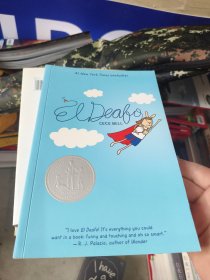 #1 New York Times bestseller
El Deafo
CECE BELL
"I love El Deafo! It's everything you could
want in a book: funny and touching and oh so smart."
— R. J. Palacio, author of Wonder